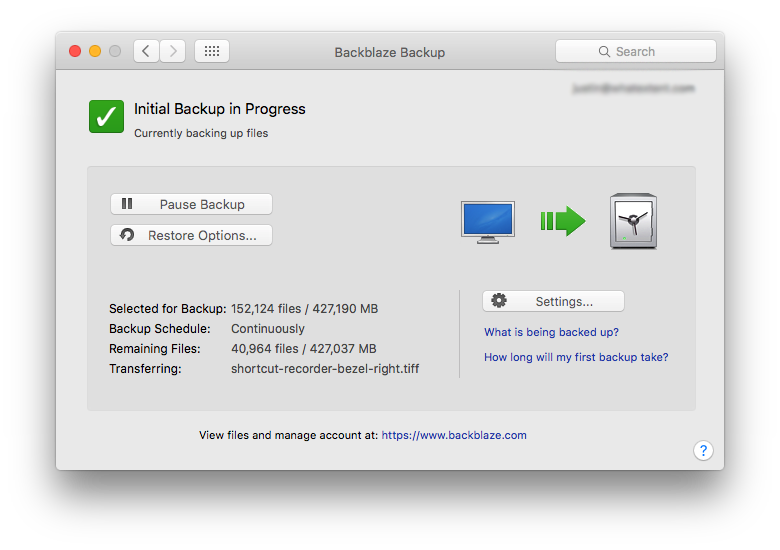 Backblaze Backup
Search
Initial Backup in Progress
Currently backing up files
Pause Backup
Restore Options...
Selected for Backup: 152,124 files / 427,190 MB
Backup Schedule: Continuously
Remaining Files: 40,964 files / 427,037 MB
Transferring: shortcut-recorder-bezel-right.tiff
Settings...
What is being backed up?
How long will my first backup take?
View files and manage account at: https://www.backblaze.com
?